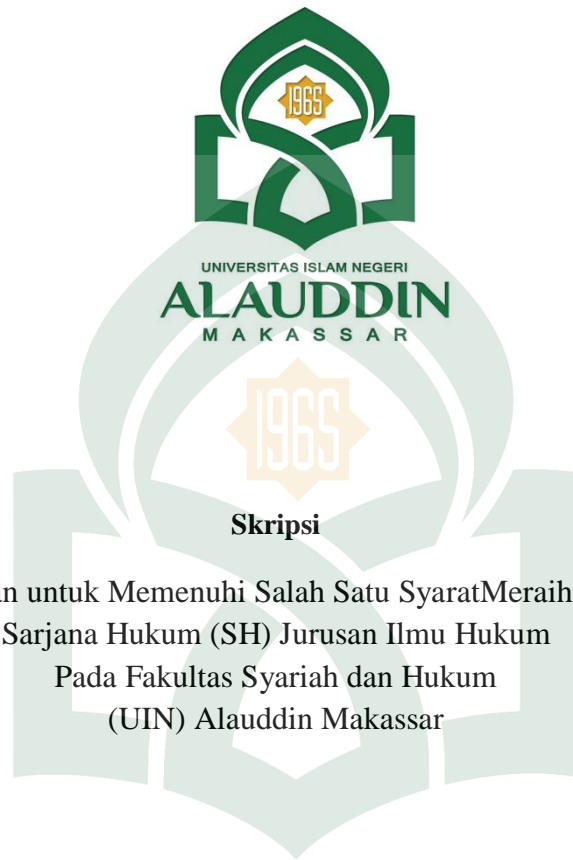 1965
UNIVERSITAS ISLAM NEGERI
ALAUDDIN
MAKASSAR
1965
Skripsi
an untuk Memenuhi Salah Satu SyaratMeraih
Sarjana Hukum (SH) Jurusan Ilmu Hukum
Pada Fakultas Syariah dan Hukum
(UIN) Alauddin Makassar